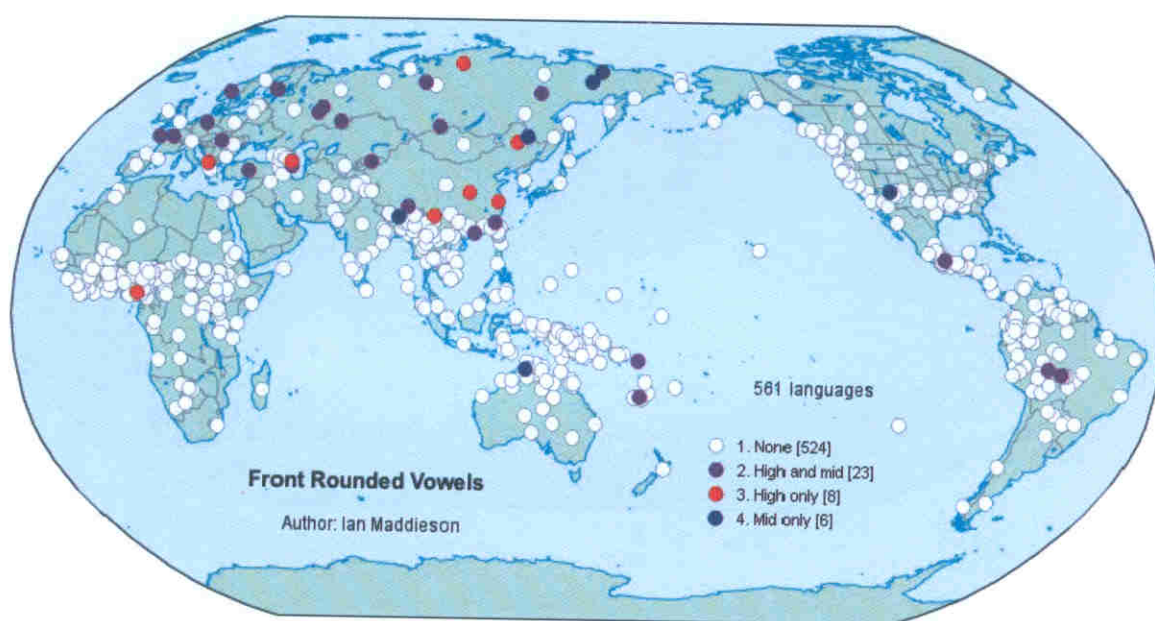 561 languages
1. None [524]
2. High and mid [23]
3. High only [8]
4. Mid only [6]
Front Rounded Vowels
Author: Ian Maddieson